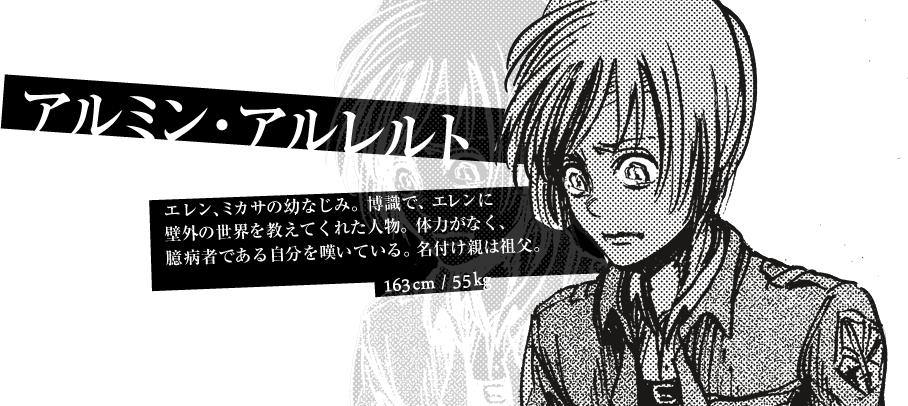 アルミン・アルレルト
エレン、ミカサの幼なじみ。博識で、エレンに
壁外の世界を教えてくれた人物。体力がなく、
臆病者である自分を嘆いている。名付け親は祖父。
163cm / 55kg